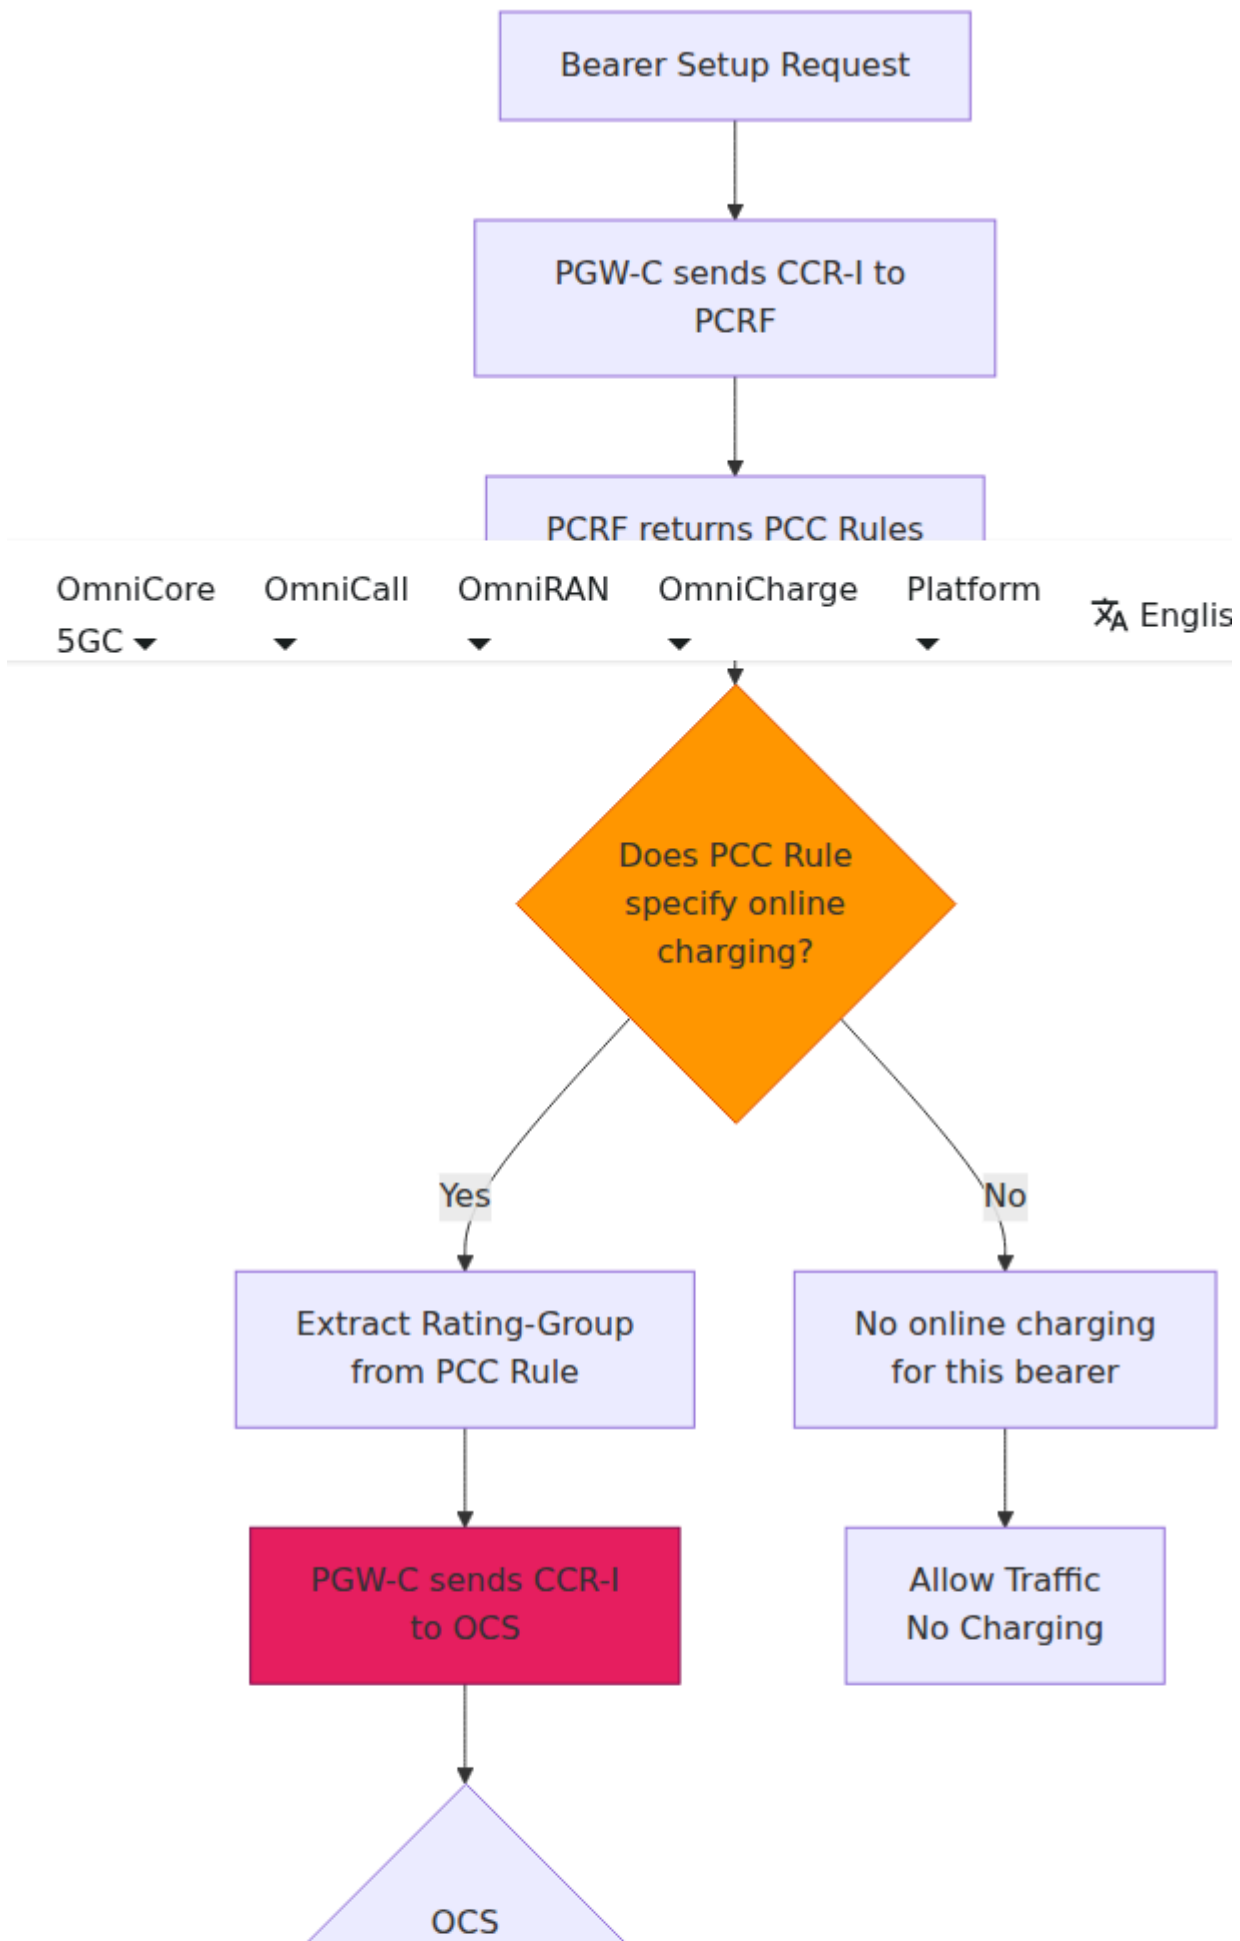 Bearer Setup Request
PGW-C sends CCR-I to
PCRF
PCRF returns PCC Rules
OmniCore
5GC
OmniCall
OmniRAN
OmniCharge
Platform
Englis
Does PCC Rule
specify online
charging?
Yes
No
Extract Rating-Group
from PCC Rule
No online charging
for this bearer
PGW-C sends CCR-I
to OCS
Allow Traffic
No Charging
OCS